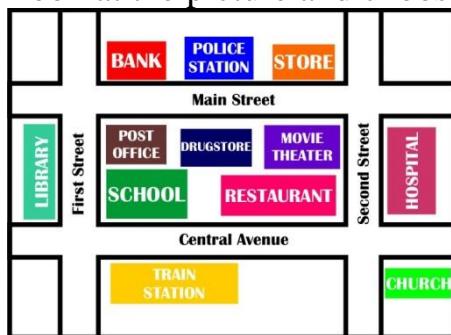 BANK
POLICE
STATION
STORE
Main Street
LIBRARY
First Street
POST
OFFICE
DRUGSTORE
MOVIE
THEATER
Second Street
HOSPITAL
SCHOOL
RESTAURANT
Central Avenue
TRAIN
STATION
CHURCH